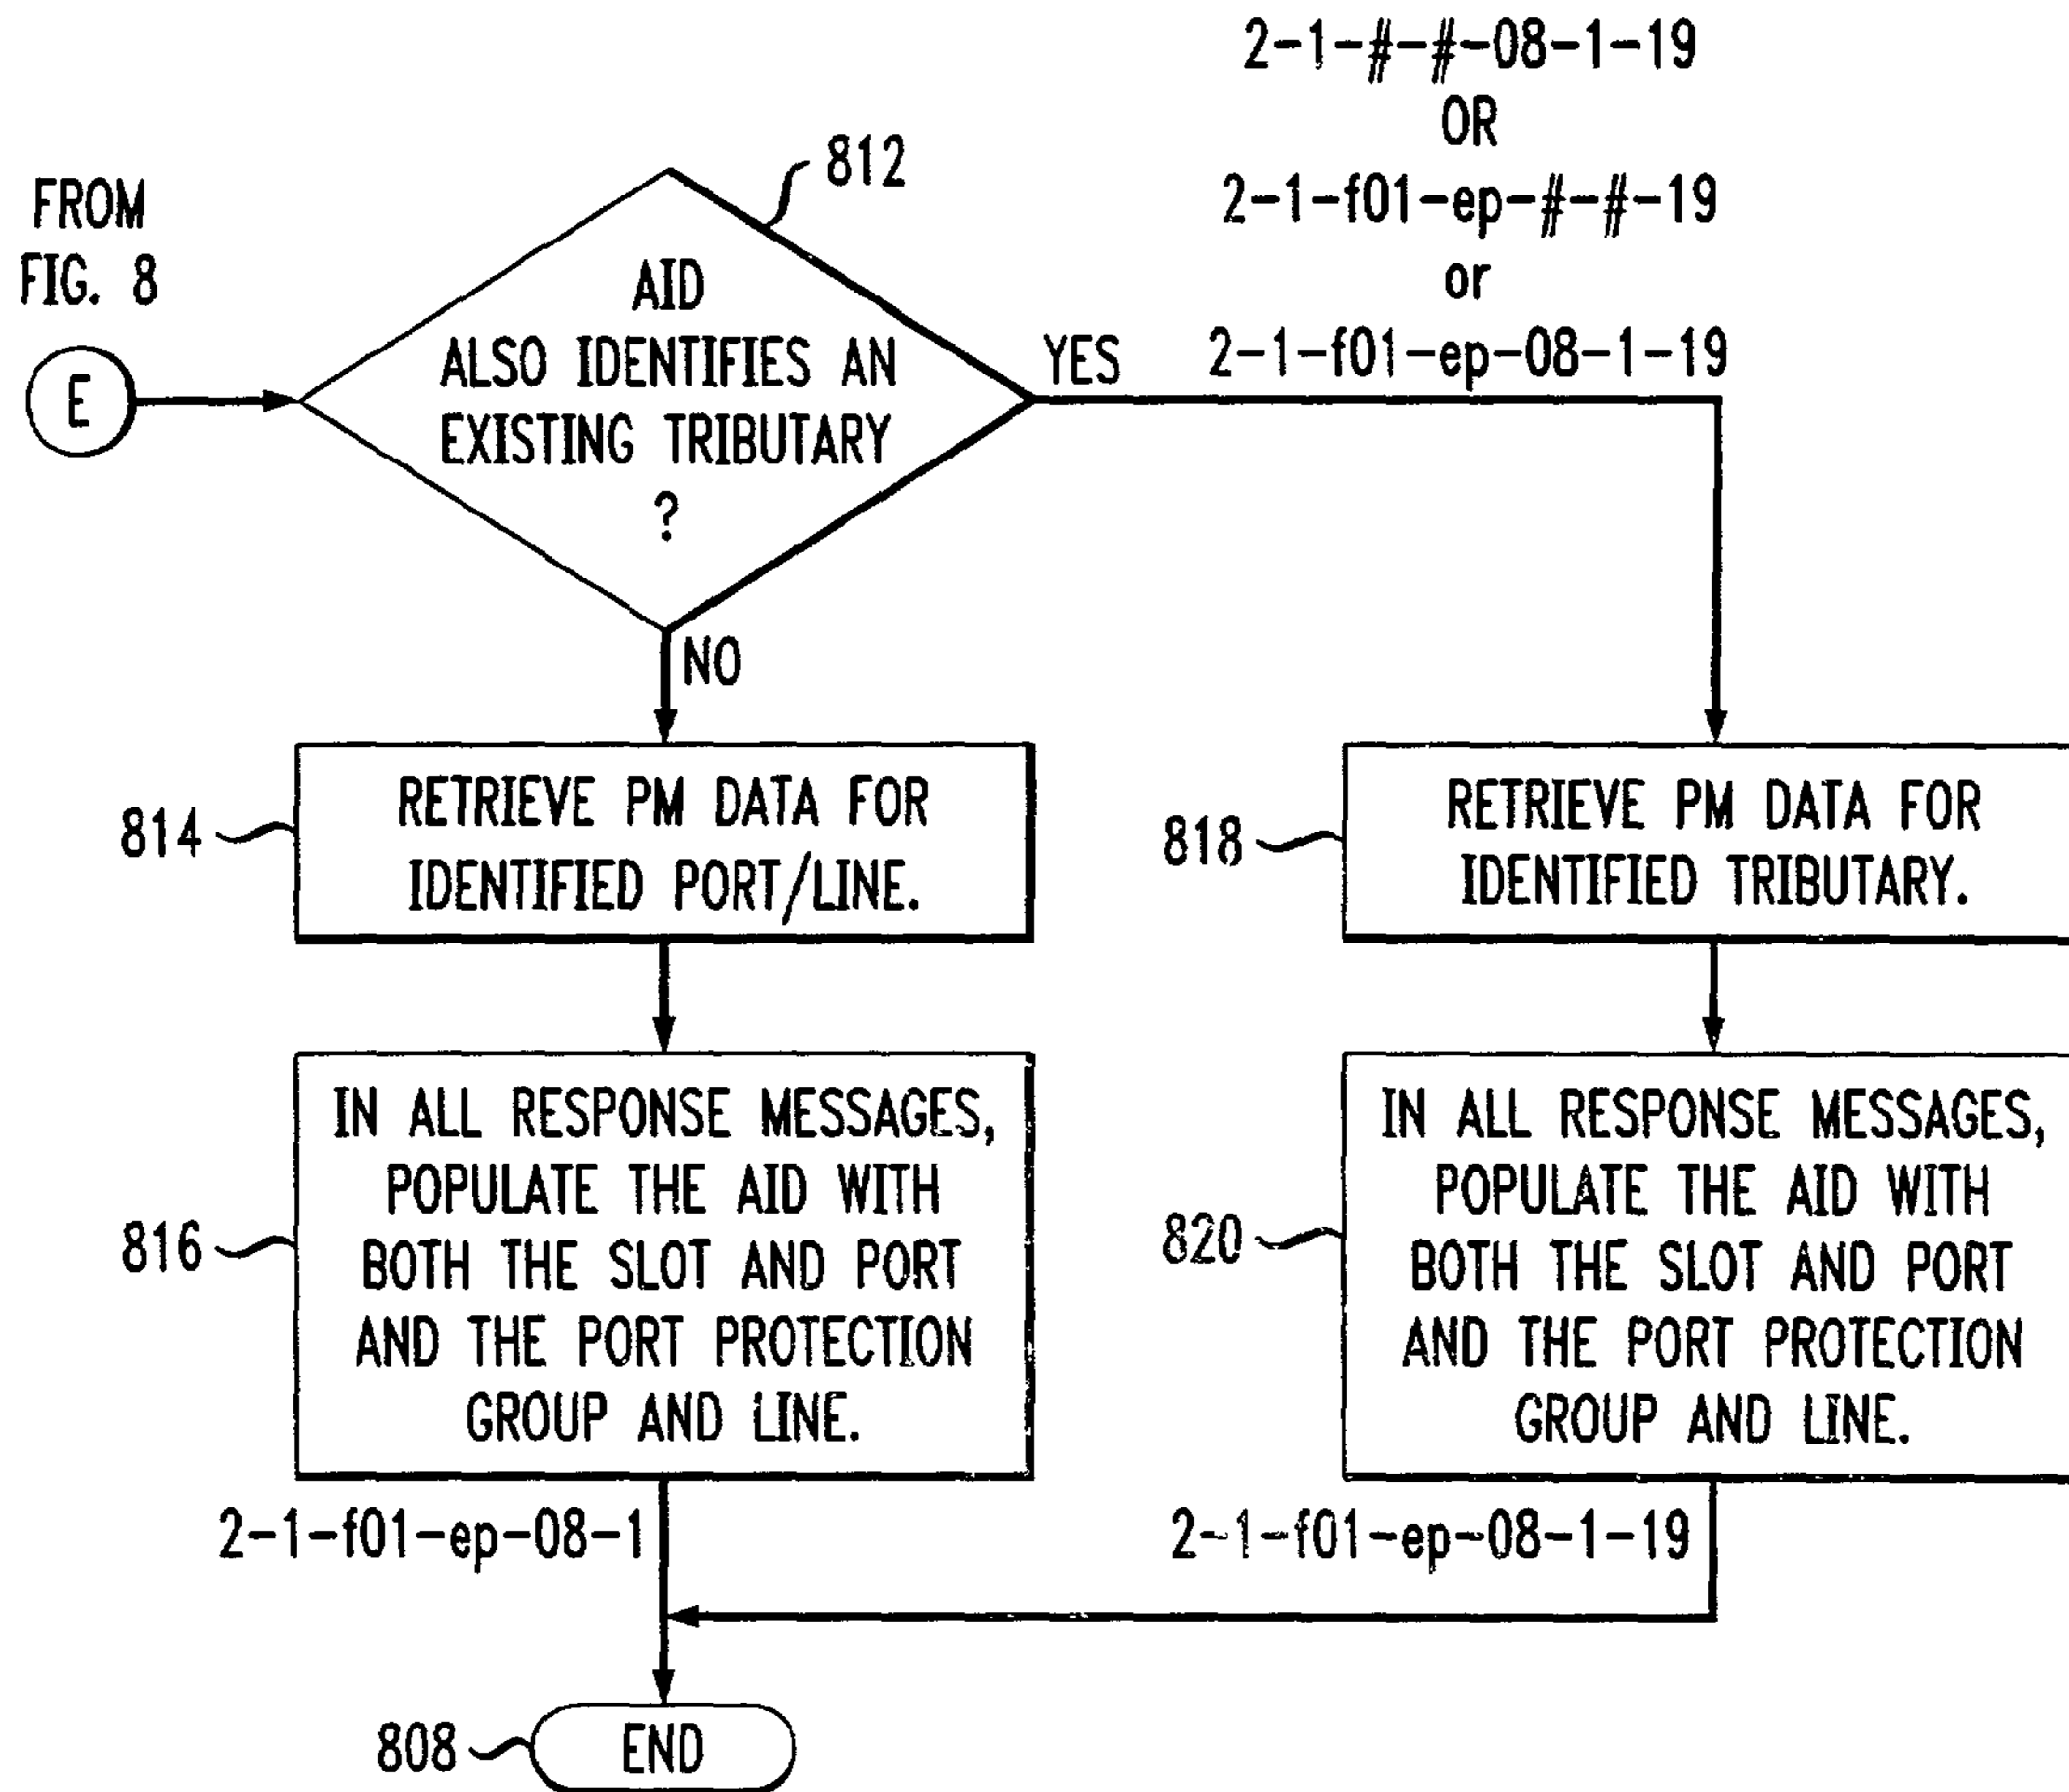 2-1-#-#-08-1-19
OR
2-1-f01-ep-#-#-19
or
2-1-f01-ep-08-1-19
FROM
FIG. 8
E
812
AID
ALSO IDENTIFIES AN
EXISTING TRIBUTARY
?
YES
NO
814
RETRIEVE PM DATA FOR
IDENTIFIED PORT/LINE.
818
RETRIEVE PM DATA FOR
IDENTIFIED TRIBUTARY.
816
IN ALL RESPONSE MESSAGES,
POPULATE THE AID WITH
BOTH THE SLOT AND PORT
AND THE PORT PROTECTION
GROUP AND LINE.
820
IN ALL RESPONSE MESSAGES,
POPULATE THE AID WITH
BOTH THE SLOT AND PORT
AND THE PORT PROTECTION
GROUP AND LINE.
2-1-f01-ep-08-1
2-1-f01-ep-08-1-19
808
END